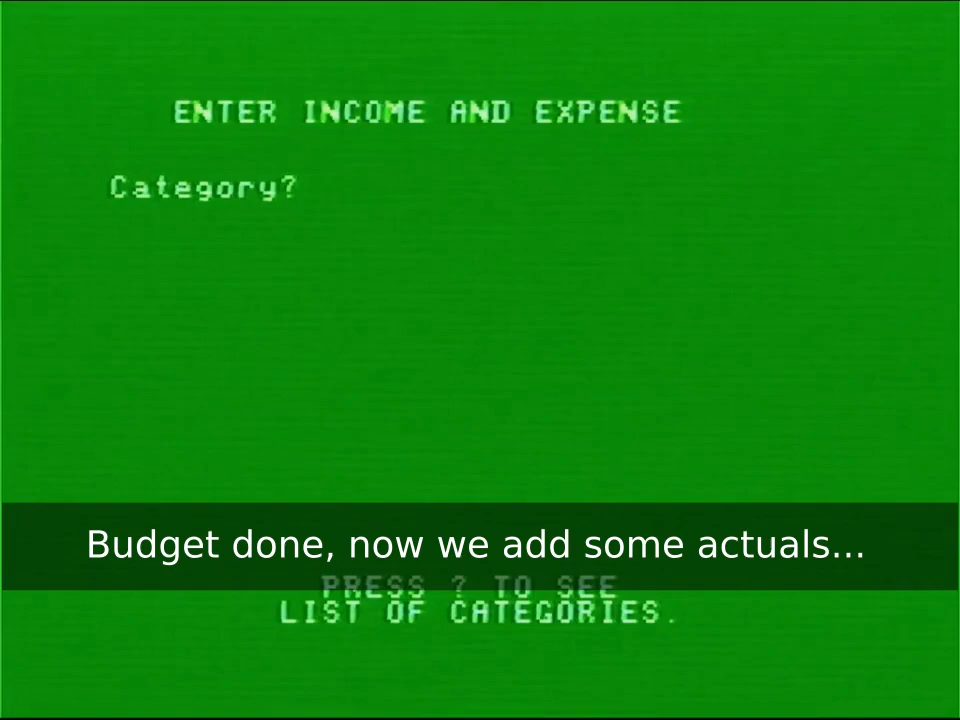 ENTER INCOME AND EXPENSE
Category?
Budget done, now we add some actuals...
PRESS ? TO SEE
LIST OF CATEGORIES.